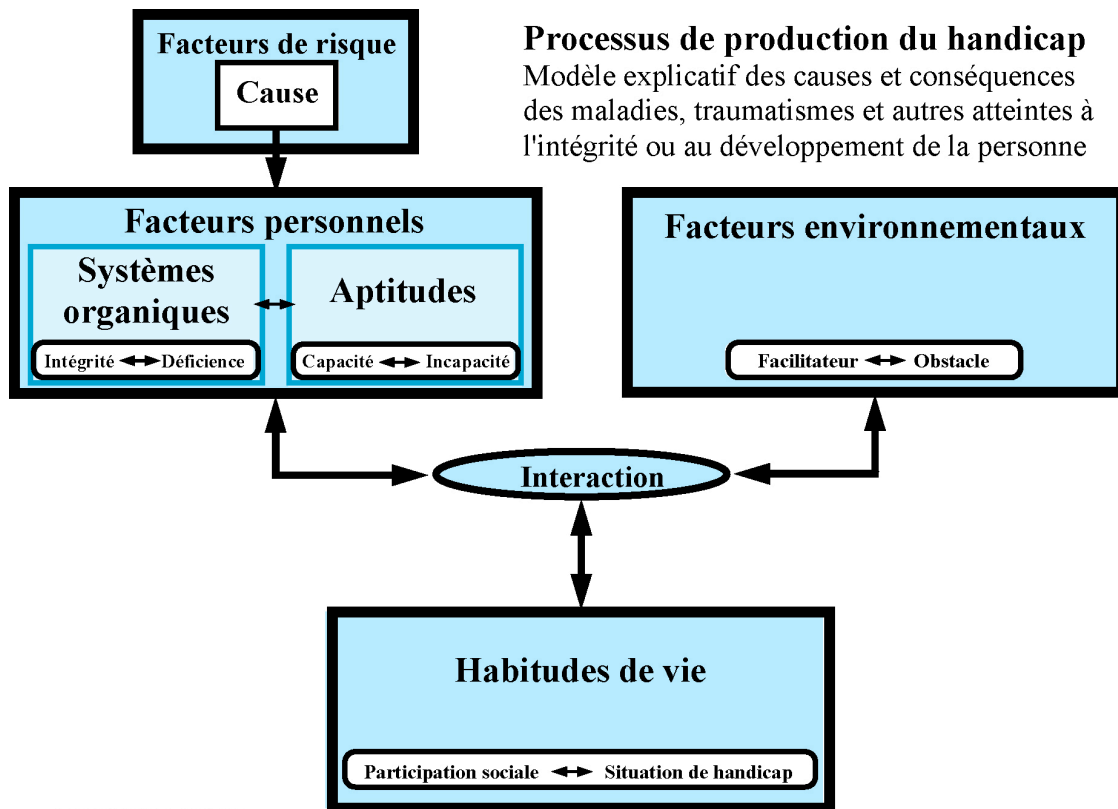 Facteurs de risque
Cause
Processus de production du handicap
Modèle explicatif des causes et conséquences
des maladies, traumatismes et autres atteintes à
l'intégrité ou au développement de la personne
Facteurs personnels
Systèmes
organiques
Intégrité
Déficience
Aptitudes
Capacité
Incapacité
Facteurs environnementaux
Facilitateur
Obstacle
Interaction
Habitudes de vie
Participation sociale
Situation de handicap